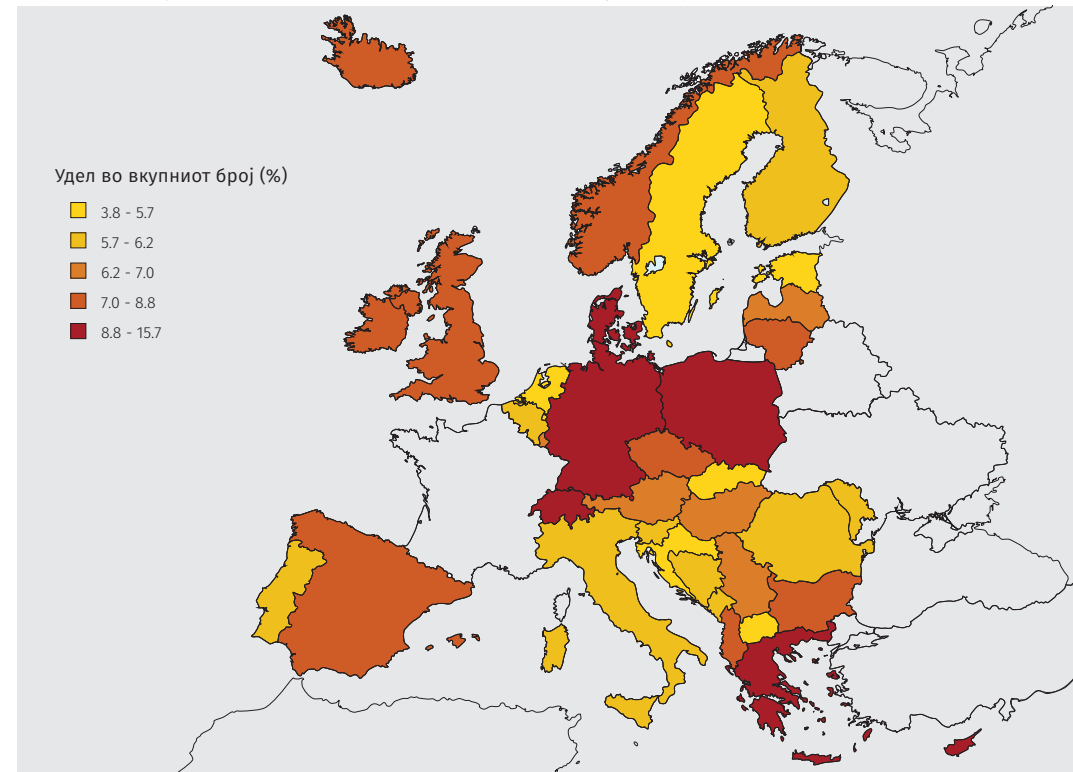 Удел во вкупниот број (%)
3.8 - 5.7
5.7 - 6.2
6.2 - 7.0
7.0 - 8.8
8.8 - 15.7